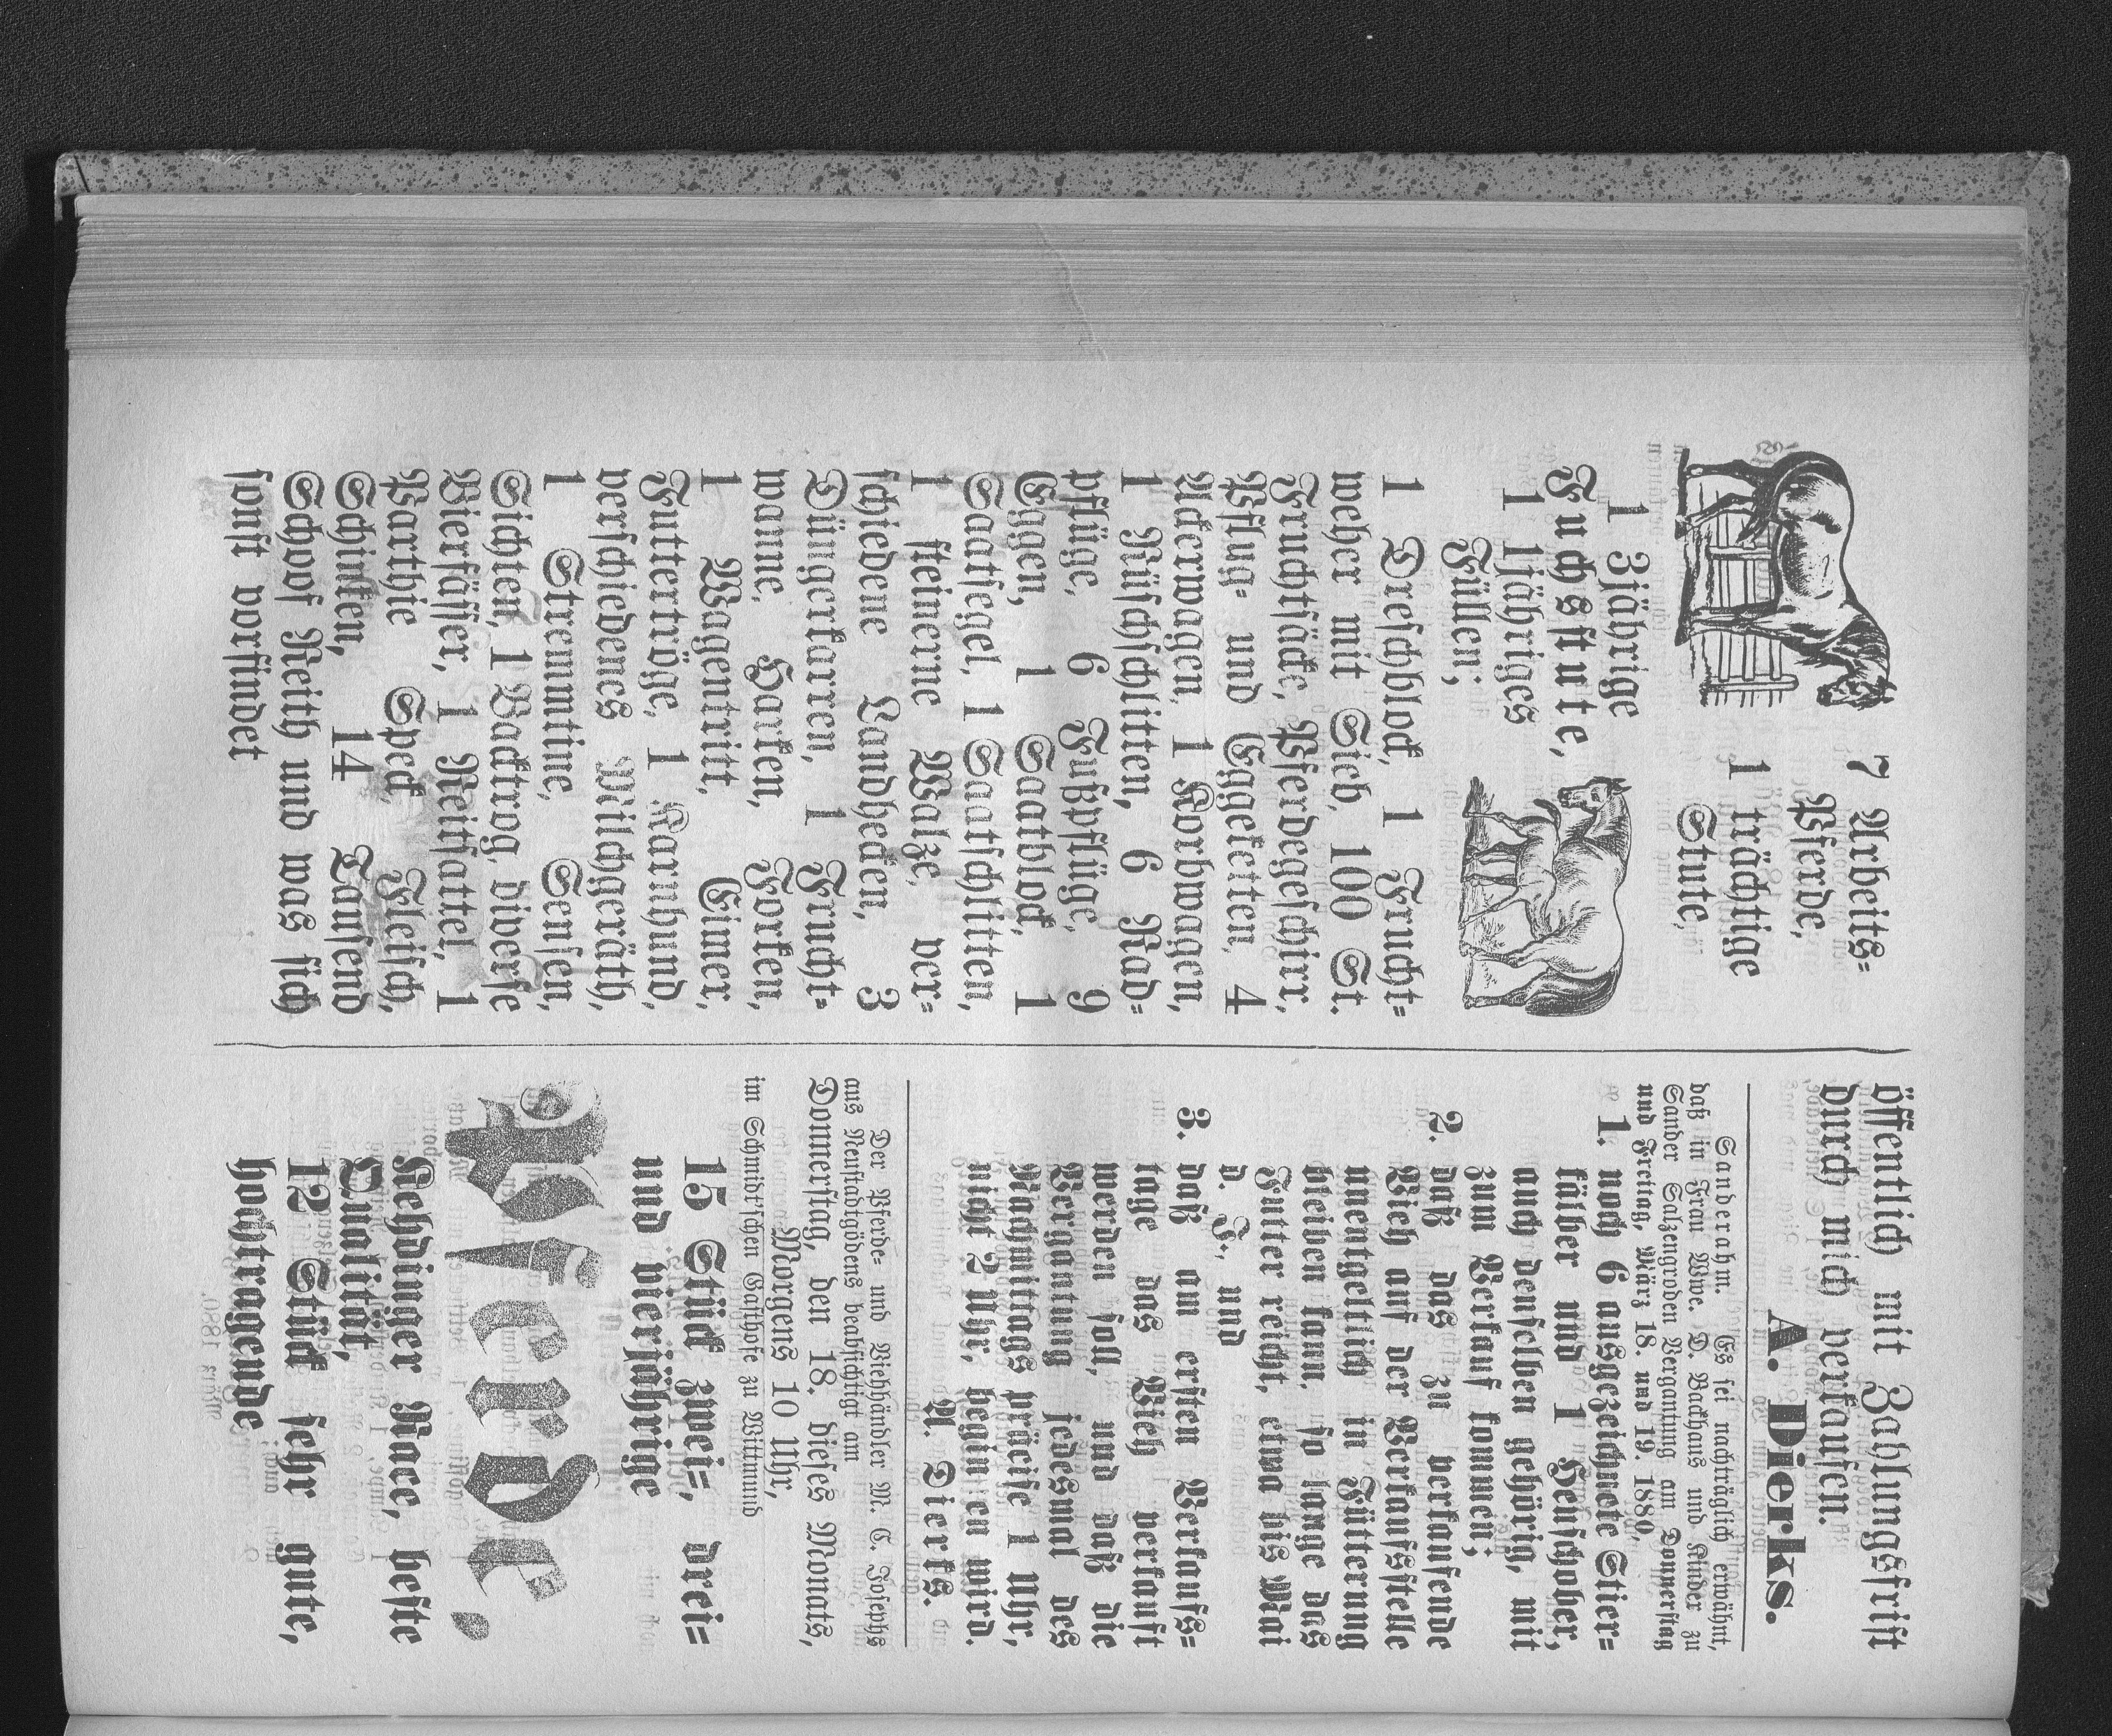 7 Arbeits=
Pferde,
1 trächtige
Stute,
1 3jährige
Fuchsstute,
1 1jähriges
Füllen;
1 Dreschblock, 1 Frucht=
weher mit Sieb, 100 St.
Fruchtsäcke, Pferdegeschirr,
Pflug= und Eggeketten, 4
Ackerwagen, 1 Korbwagen,
1 Rüschschlitten, 6 Rad=
pflüge, 6 Fußpflüge, 9
Eggen, 1 Saatblock, 1
Saatsegel, 1 Saatschlitten,
1 steinerne Walze, ver=
schiedene Landhecken, 3
Düngerkarren, 1 Frucht=
wanne, Harken, Forken,
1 Wagentritt, Eimer,
Futtertröge, 1 Karnhund,
verschiedenes Milchgeräth,
1 Stremmtine, Sensen,
Sichten, 1 Backtrog, diverse
Bierfässer, 1 Reitsattel, 1
Parthie Speck, Fleisch,
Schinken, 14 Tausend
Schoof Reith und was sich
sonst vorfindet
öffentlich mit Zahlungsfrist
durch mich verkaufen.
A. Dierks.
Sanderahm. Es sei nachträglich erwähnt,
daß in Frau Wwe. D. Backhaus und Kinder zu
Sander Salzengroden Vergantung am Donnerstag
und Freitag, März 18. und 19. 1880,
1. noch 6 ausgezeichnete Stier=
kälber und 1 Heuschober,
auch denselben gehörig, mit
zum Verkauf kommen;
2. daß das zu verkaufende
Vieh auf der Verkaufsstelle
unentgeltlich in Fütterung
bleiben kann, so lange das
Futter reicht, etwa bis Mai
d. J., und
3. daß am ersten Verkaufs=
tage das Vieh verkauft
werden soll, und daß die
Vergantung jedesmal des
Nachmittags präcise 1 Uhr,
nicht 2 Uhr, beginnen wird.
A. Dierks.
Der Pferde= und Viehhändler M. C. Josephs
aus Neustadtgödens beabsichtigt am
Donnerstag, den 18. dieses Monats,
Morgens 10 Uhr,
im Schmidt'schen Gasthofe zu Wittmund
15 Stück zwei=, drei=
und vierjährige
Kehdinger Race, beste
Qualität,
12 Stück sehr gute,
hochtragende